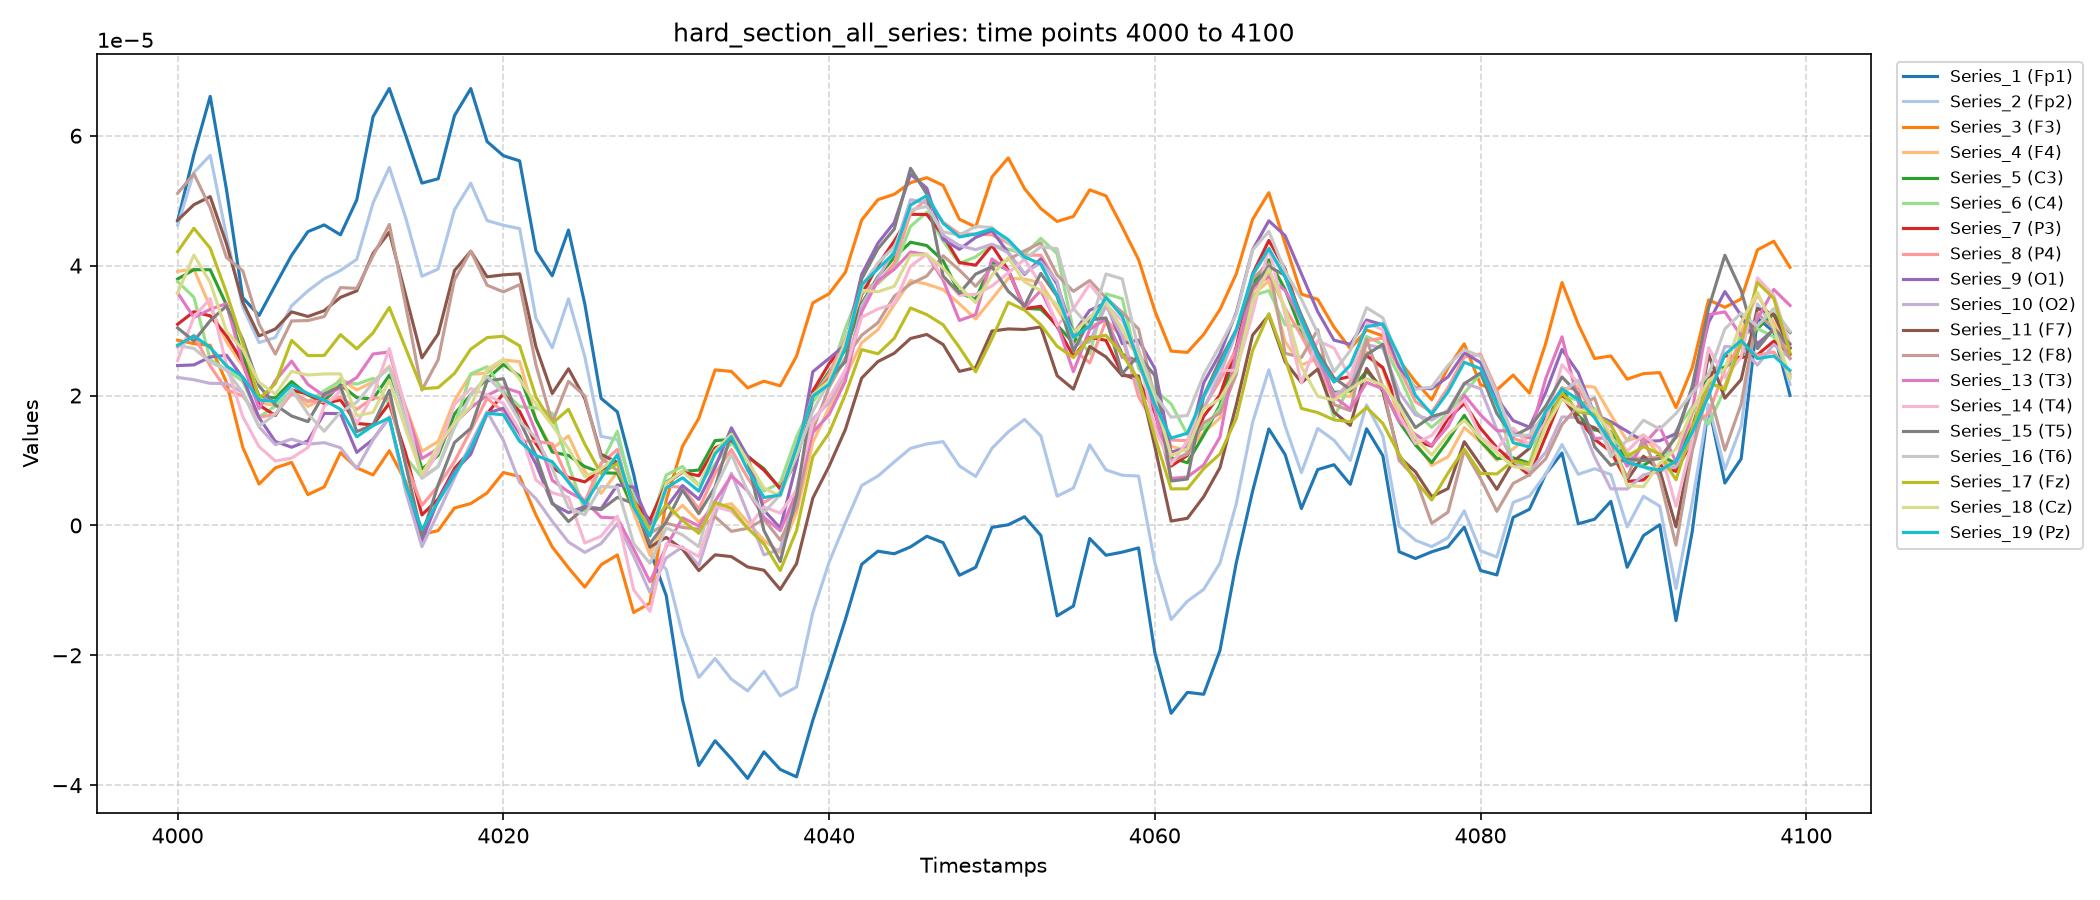 hard_section_all_series: time points 4000 to 4100
1e−5
6
4
2
0
−2
−4
Values
4000 4020 4040 4060 4080 4100
Timestamps
Series_1 (Fp1)
Series_2 (Fp2)
Series_3 (F3)
Series_4 (F4)
Series_5 (C3)
Series_6 (C4)
Series_7 (P3)
Series_8 (P4)
Series_9 (O1)
Series_10 (O2)
Series_11 (F7)
Series_12 (F8)
Series_13 (T3)
Series_14 (T4)
Series_15 (T5)
Series_16 (T6)
Series_17 (Fz)
Series_18 (Cz)
Series_19 (Pz)